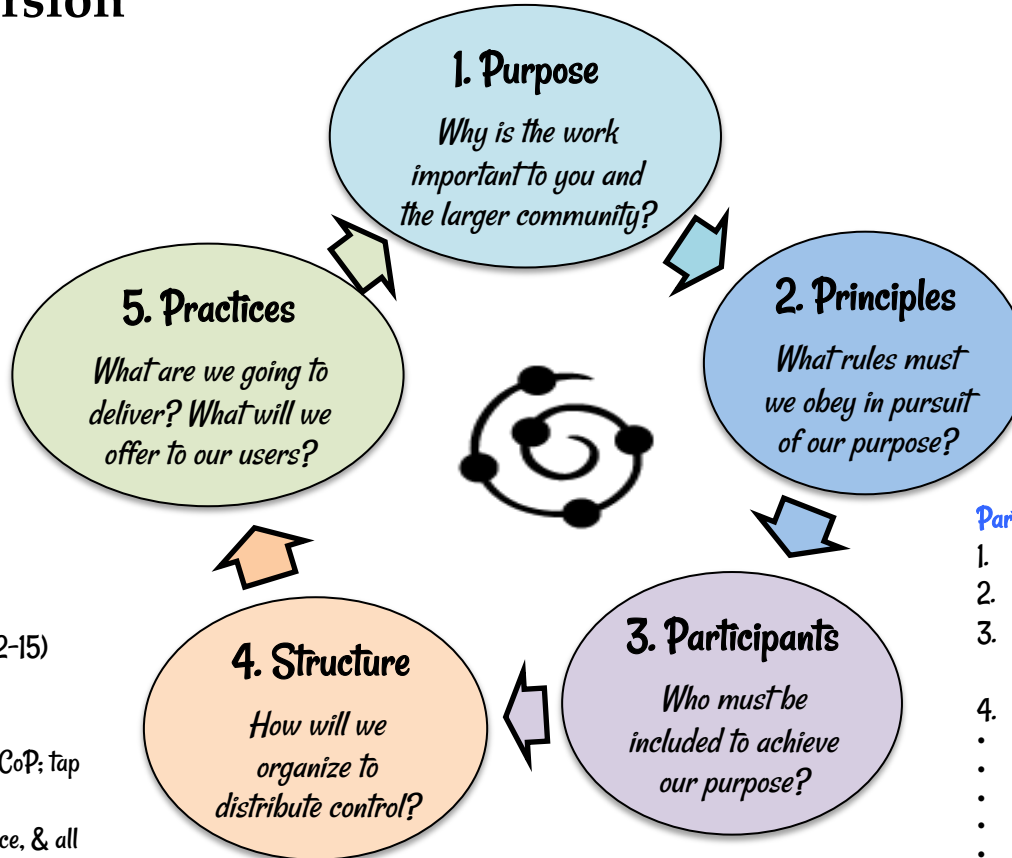 rsion
1. Purpose
Why is the work
important to you and
the larger community?
2. Principles
What rules must
we obey in pursuit
of our purpose?
3. Participants
Who must be
included to achieve
our purpose?
4. Structure
How will we
organize to
distribute control?
5. Practices
What are we going to
deliver? What will we
offer to our users?
2-15)
CoP; tap
ce, & all
Par
1.
2.
3.
4.
•
•
•
•
•